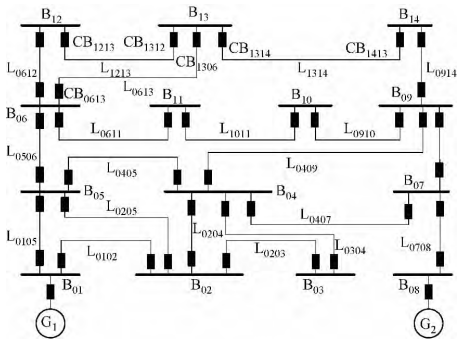 B12 B13 B14
CB1213 CB1312 CB1314 CB1413
L0612 L1213 CB1306 L1314 L0914
CB0613 L0613
B06 B11 B10 B09
L0611 L1011 L0910
L0506 L0405 L0409
B05 B04 B07
L0205 L0204 L0407
L0105 L0102 L0203 L0304 L0708
B01 B02 B03 B08
G1 G2